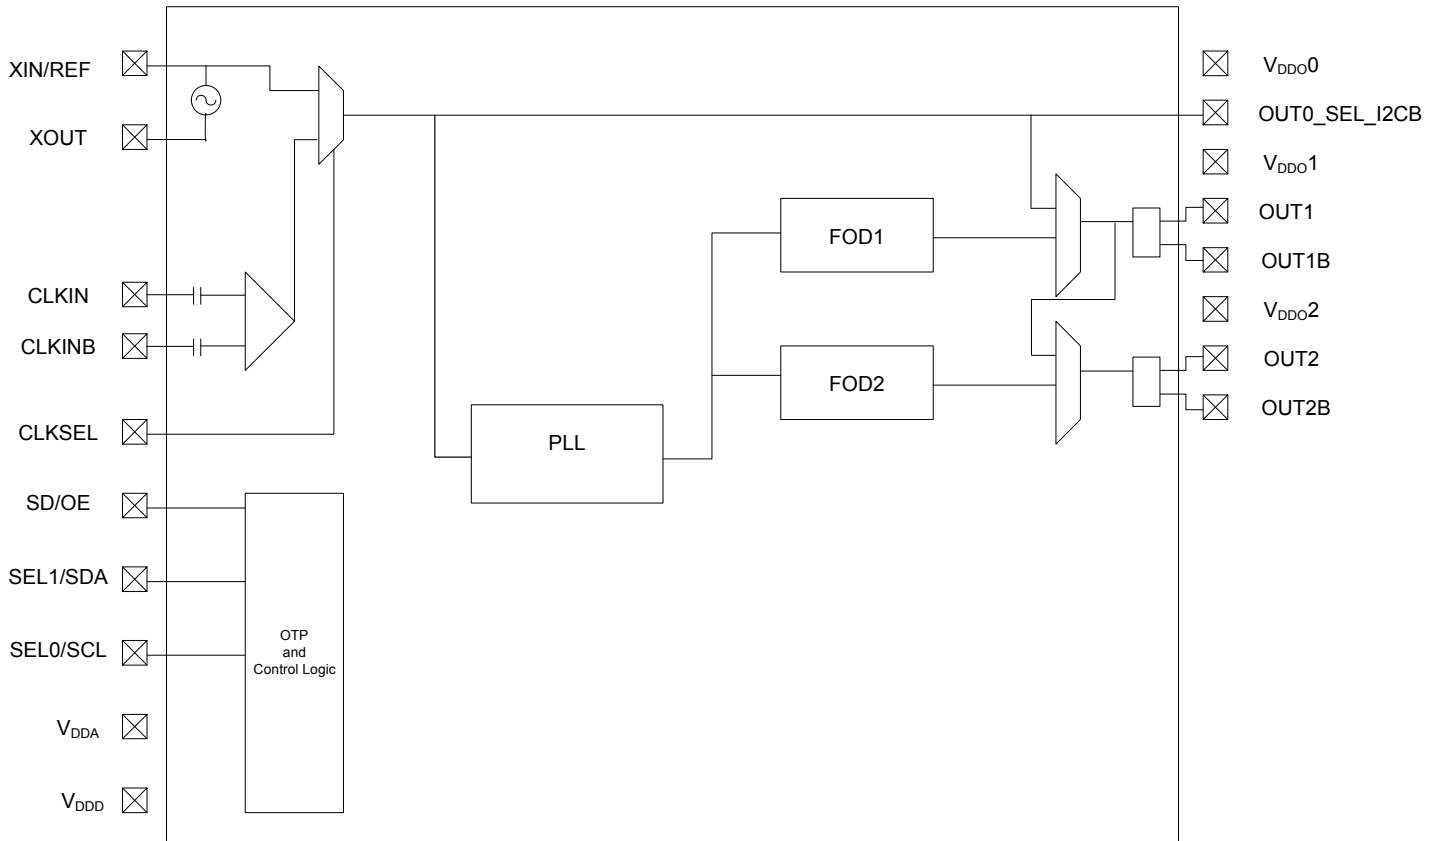 XIN/REF
XOUT
CLKIN
CLKINB
CLKSEL
SD/OE
SEL1/SDA
SEL0/SCL
VDDA
VDDD
OTP
and
Control Logic
PLL
FOD1
FOD2
VDDO0
OUT0_SEL_I2CB
VDDO1
OUT1
OUT1B
VDDO2
OUT2
OUT2B